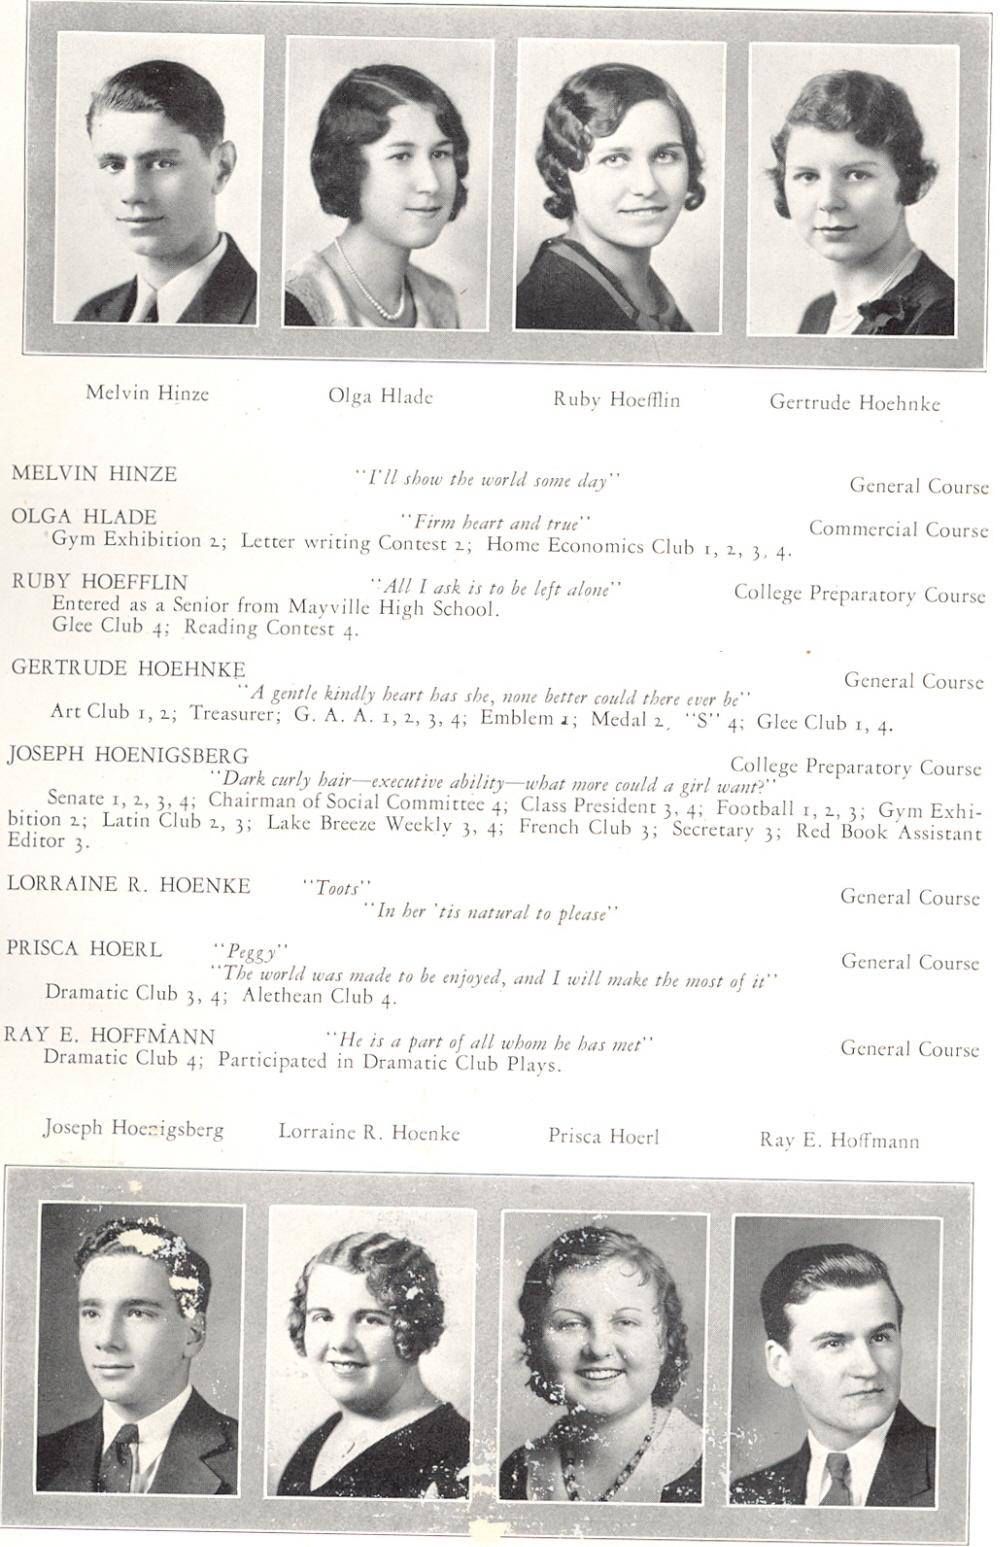 Melvin Hinze Olga Hlade Ruby Hoefflin Gertrude Hoehnke
MELVIN HINZE "I'll show the world some day" General Course
OLGA HLADE "Firm heart and true" Commercial Course
Gym Exhibition 2; Letter writing Contest 2; Home Economics Club 1, 2, 3, 4.
RUBY HOEFFLIN "All I ask is to be left alone" College Preparatory Course
Entered as a Senior from Mayville High School.
Glee Club 4; Reading Contest 4.
GERTRUDE HOEHNKE General Course
"A gentle kindly heart has she, none better could there ever be"
Art Club 1, 2; Treasurer; G. A. A. 1, 2, 3, 4; Emblem 1; Medal 2, "S" 4; Glee Club 1, 4.
JOSEPH HOENIGSBERG College Preparatory Course
"Dark curly hair—executive ability—what more could a girl want?"
Senate 1, 2, 3, 4; Chairman of Social Committee 4; Class President 3, 4; Football 1, 2, 3; Gym Exhi-
bition 2; Latin Club 2, 3; Lake Breeze Weekly 3, 4; French Club 3; Secretary 3; Red Book Assistant
Editor 3.
LORRAINE R. HOENKE "Toots" General Course
"In her 'tis natural to please"
PRISCA HOERL "Peggy" General Course
"The world was made to be enjoyed, and I will make the most of it"
Dramatic Club 3, 4; Alethean Club 4.
RAY E. HOFFMANN "He is a part of all whom he has met" General Course
Dramatic Club 4; Participated in Dramatic Club Plays.
Joseph Hoenigsberg Lorraine R. Hoenke Prisca Hoerl Ray E. Hoffmann